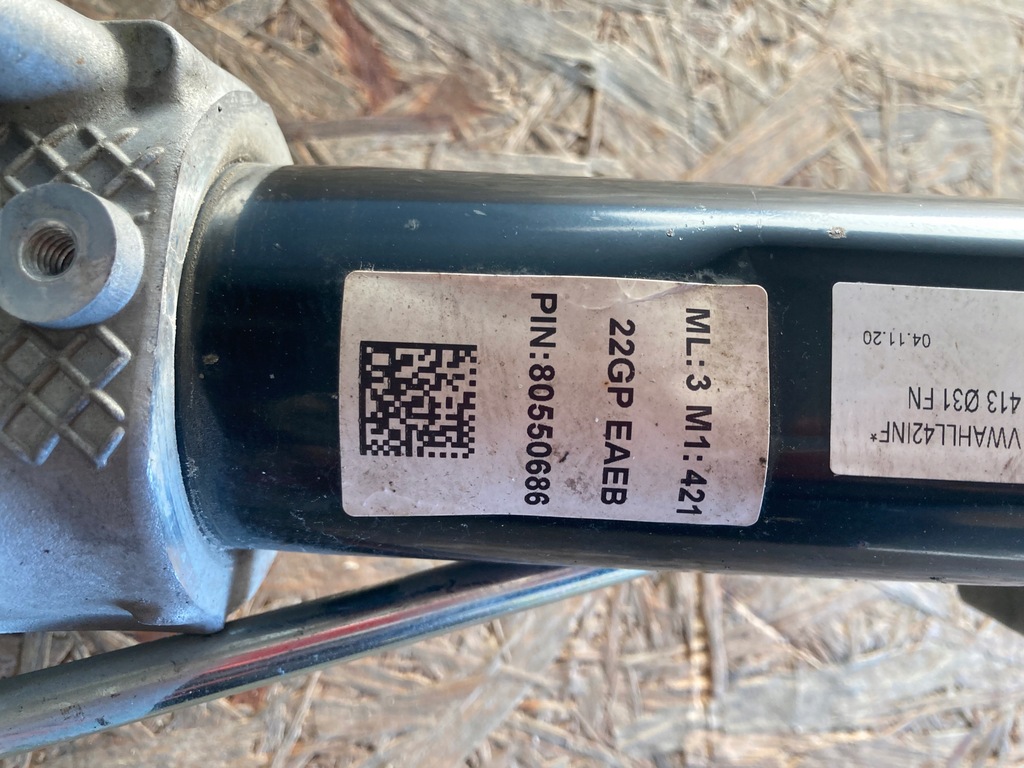 ML:3 M1:421
22GP EAEB
PIN:80550686
VWAHLL42INF*
413 Ø31 FN
04.11.20